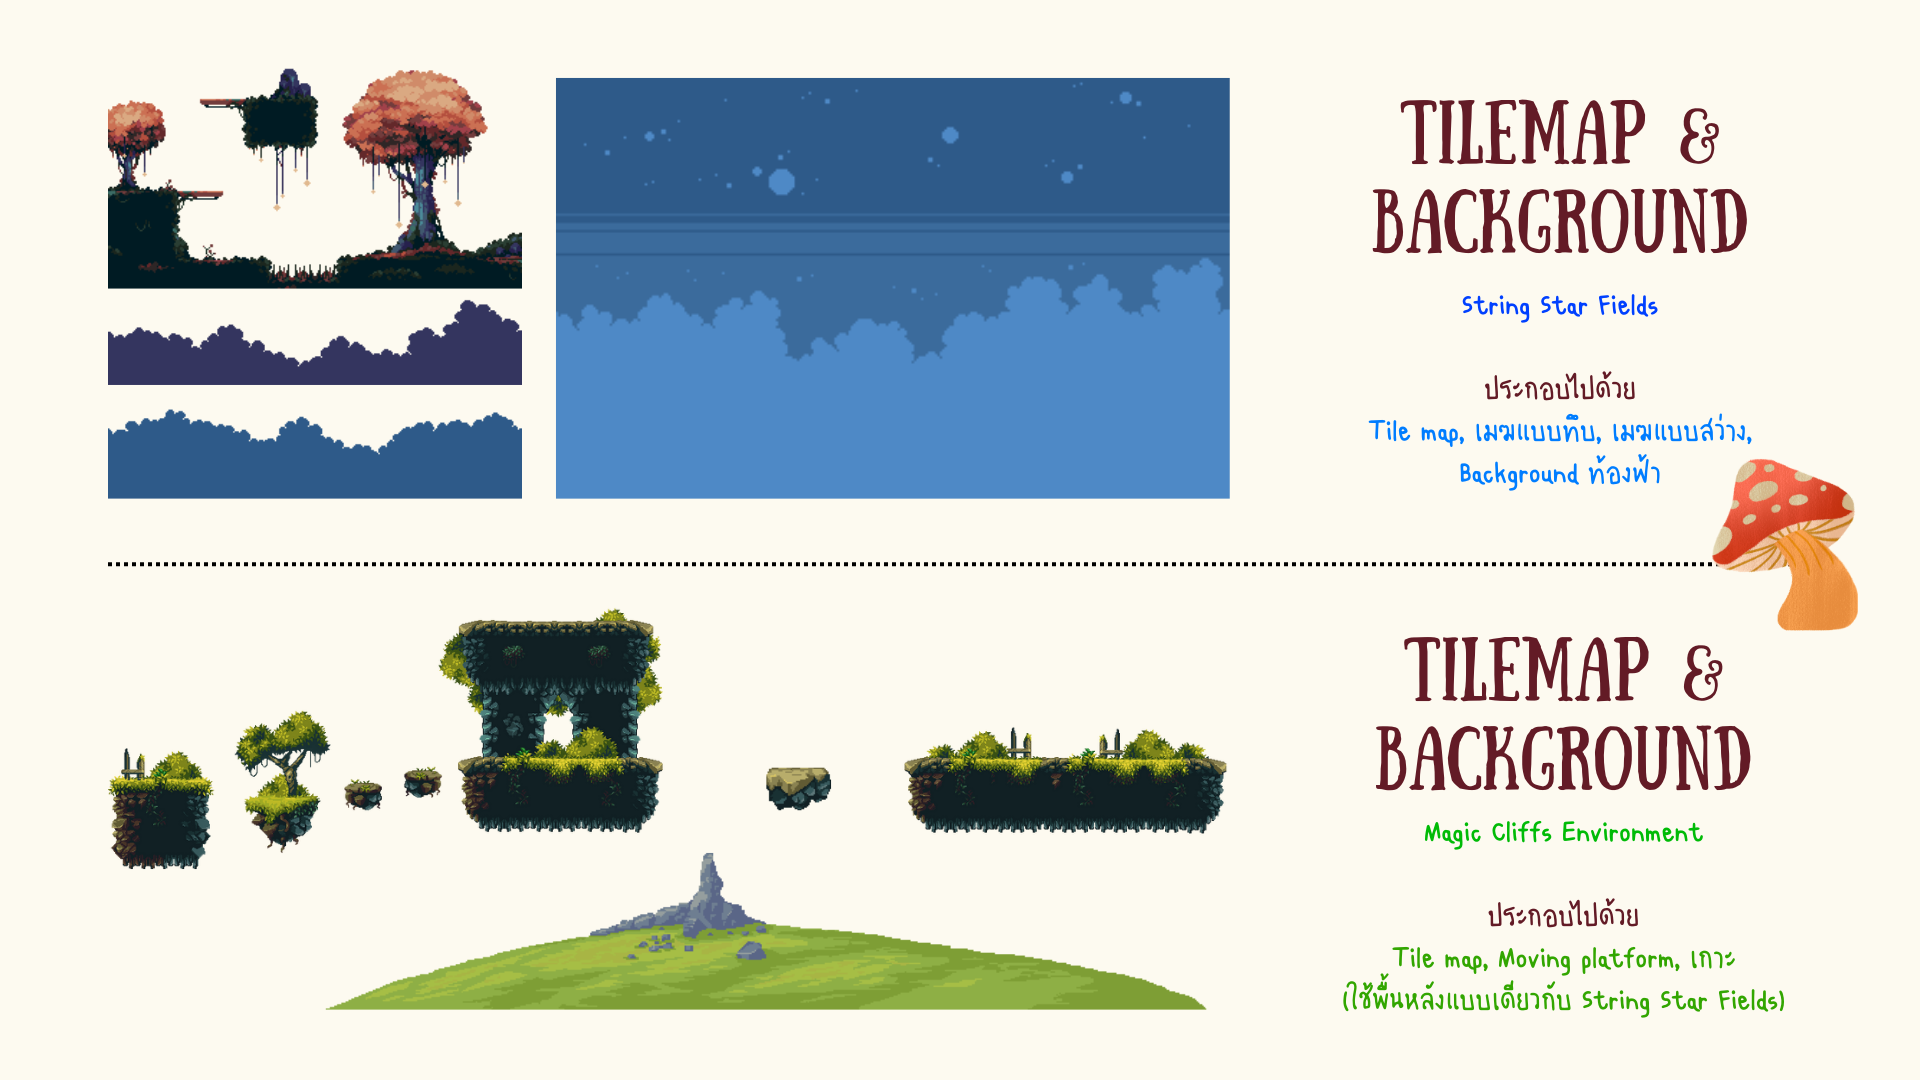 TILEMAP &
BACKGROUND
String Star Fields
ประกอบไปด้วย
Tile map, เมฆแบบทึบ, เมฆแบบสว่าง,
Background ท้องฟ้า
TILEMAP &
BACKGROUND
Magic Cliffs Environment
ประกอบไปด้วย
Tile map, Moving platform, เกาะ
(ใช้พื้นหลังแบบเดียวกับ String Star Fields)